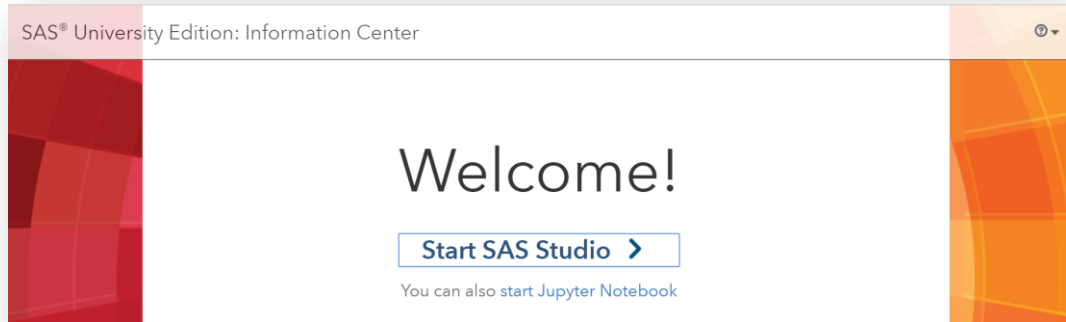 SAS® University Edition: Information Center
Welcome!
Start SAS Studio
You can also start Jupyter Notebook